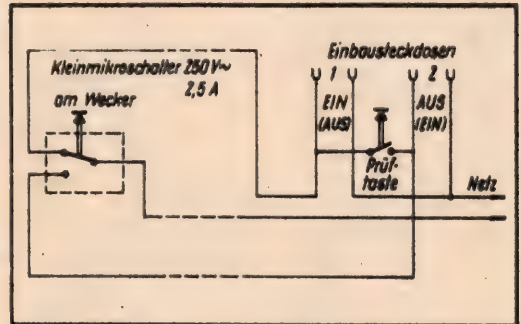 Kleinmikroschalter 250 V~
2,5 A
am Wecker
Einbausteckdosen
1
2
EIN
(AUS)
AUS
(EIN)
Prüf-
taste
Netz